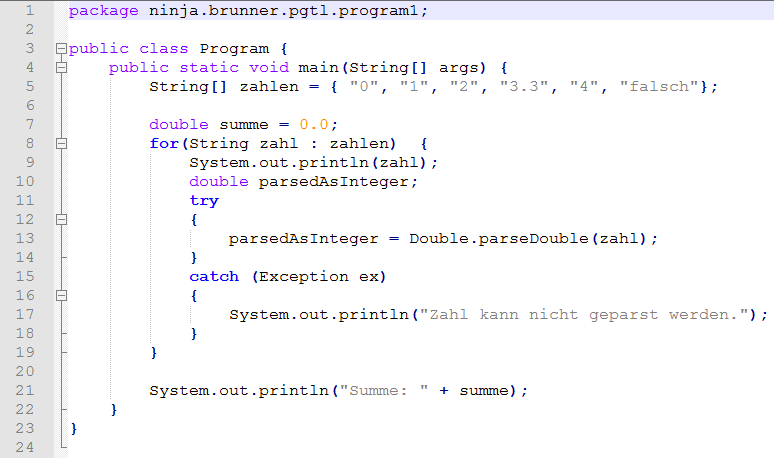 1 package ninja.brunner.pgtl.program1;
2
3 public class Program {
4 public static void main(String[] args) {
5 String[] zahlen = { "0", "1", "2", "3.3", "4", "falsch"};
6
7 double summe = 0.0;
8 for(String zahl : zahlen) {
9 System.out.println(zahl);
10 double parsedAsInteger;
11 try
12 {
13 parsedAsInteger = Double.parseDouble(zahl);
14 }
15 catch (Exception ex)
16 {
17 System.out.println("Zahl kann nicht geparst werden.");
18 }
19 }
20
21 System.out.println("Summe: " + summe);
22 }
23 }
24